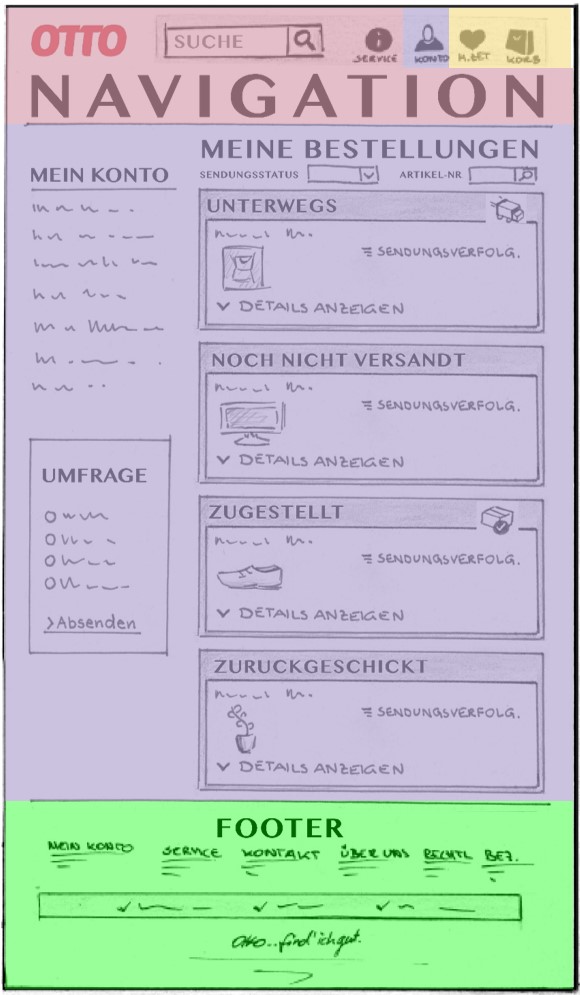 OTTO
SUCHE
SERVICE KONTO M.ZET. KORB
NAVIGATION
MEINE BESTELLUNGEN
SENDUNGSSTATUS ARTIKEL-NR
MEIN KONTO
UNTERWEGS
SENDUNGSVERFOLG.
DETAILS ANZEIGEN
NOCH NICHT VERSANDT
SENDUNGSVERFOLG.
DETAILS ANZEIGEN
UMFRAGE
>Absenden
ZUGESTELLT
SENDUNGSVERFOLG.
DETAILS ANZEIGEN
ZURUCKGESCHICKT
SENDUNGSVERFOLG.
DETAILS ANZEIGEN
FOOTER
MEIN KONTO SERVICE KONTAKT ÜBER UNS RECHTL BEZ.
Otto...find' ich gut.